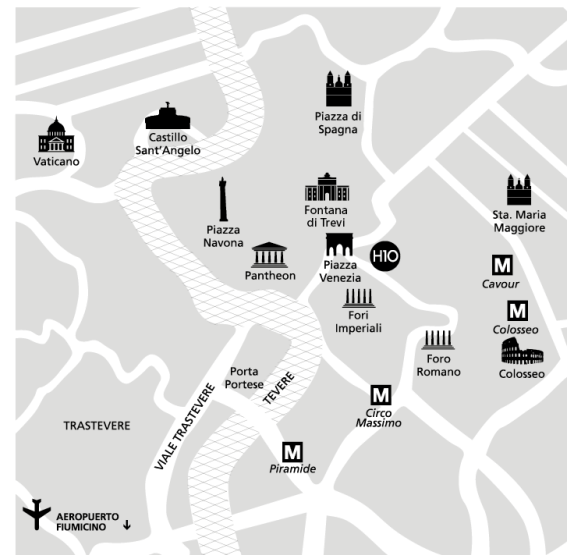 Piazza di
Spagna
Castillo
Sant'Angelo
Vaticano
Fontana
di Trevi
Sta. Maria
Maggiore
Piazza
Navona
Pantheon
Piazza
Venezia
H10
M
Cavour
Fori
Imperiali
M
Colosseo
Foro
Romano
Colosseo
Porta
Portese
TEVERE
VIALE TRASTEVERE
M
Circo
Massimo
TRASTEVERE
M
Piramide
AEROPUERTO
FIUMICINO